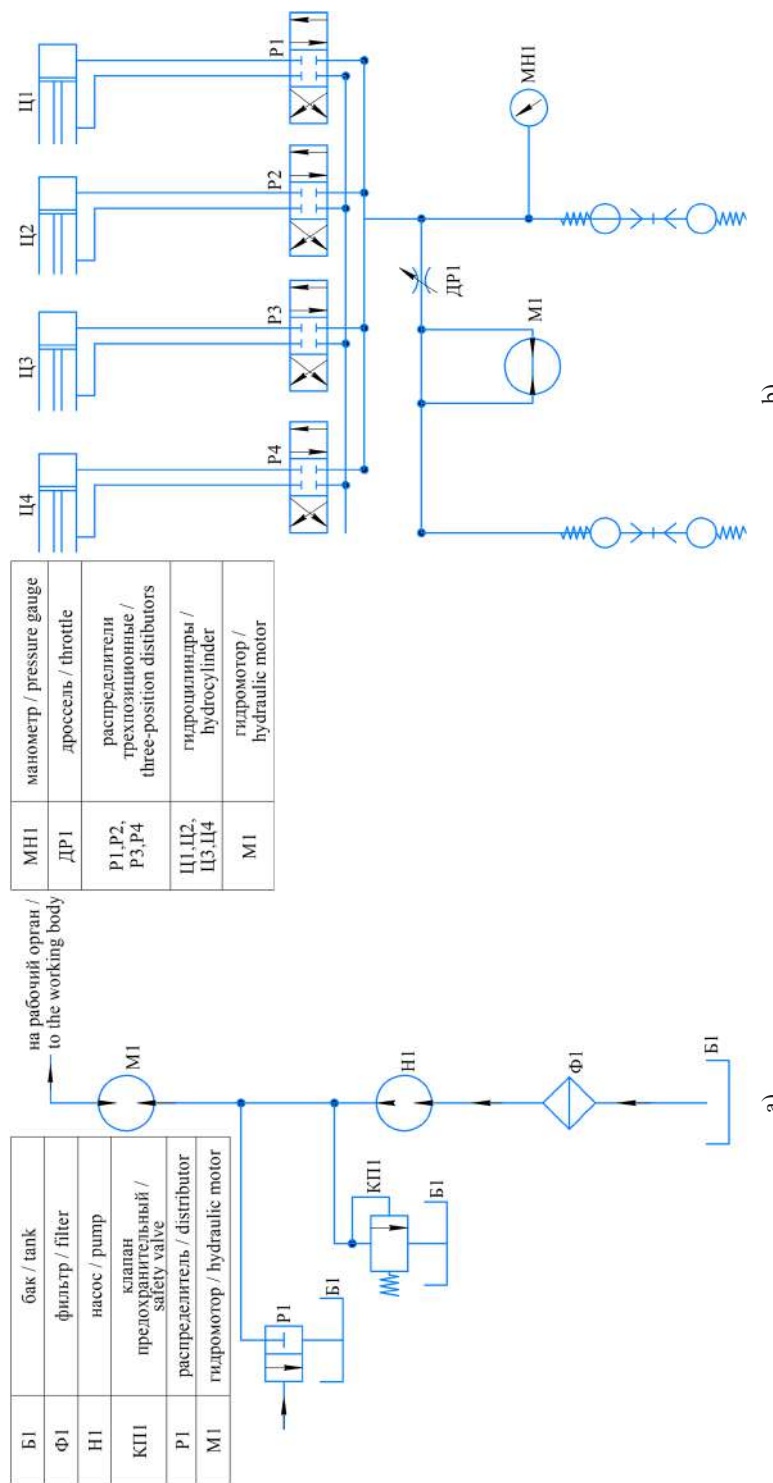 Б1
бак / tank
Ф1
фильтр / filter
Н1
насос / pump
КП1
клапан
предохранительный /
safety valve
Р1
распределитель / distributor
М1
гидромотор / hydraulic motor
на рабочий орган /
to the working body
М1
Р1
Б1
КП1
Б1
Н1
Ф1
Б1
а)
МН1
манометр / pressure gauge
ДР1
дроссель / throttle
Р1,Р2,
Р3,Р4
распределители
трехпозиционные /
three-position distibutors
Ц1,Ц2,
Ц3,Ц4
гидроцилиндры /
hydrocylinder
М1
гидромотор /
hydraulic motor
Ц4
Ц3
Ц2
Ц1
Р4
Р3
Р2
Р1
ДР1
М1
МН1
b)